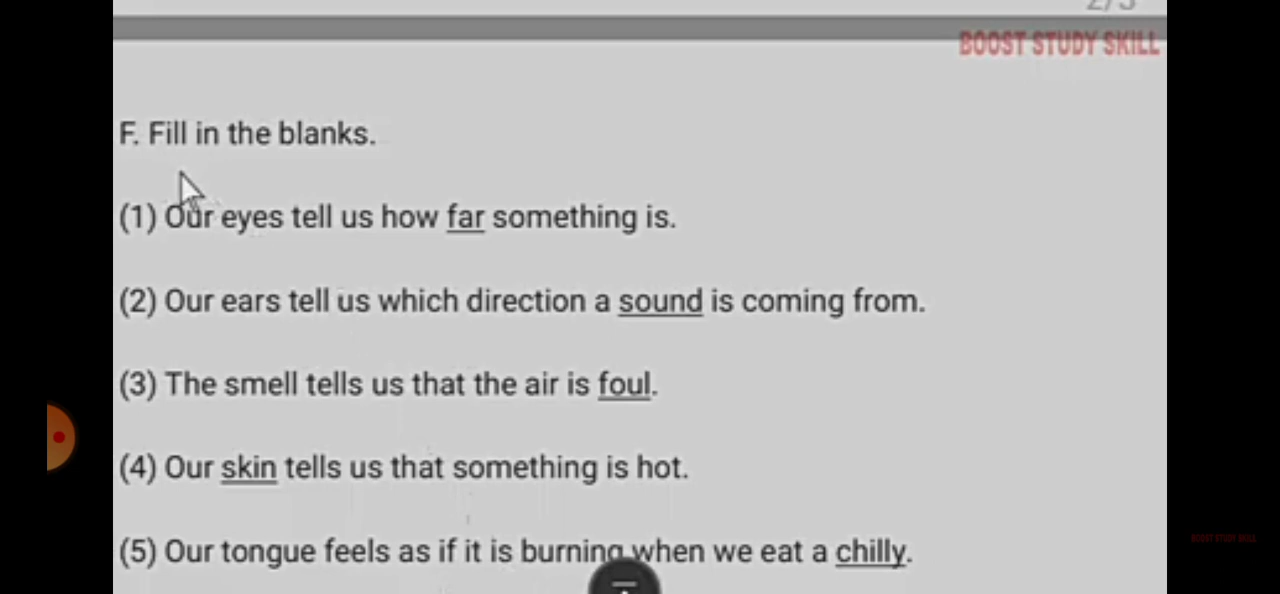 BOOST STUDY SKILL
F. Fill in the blanks.
(1) Our eyes tell us how far something is.
(2) Our ears tell us which direction a sound is coming from.
(3) The smell tells us that the air is foul.
(4) Our skin tells us that something is hot.
(5) Our tongue feels as if it is burning when we eat a chilly.
BOOST STUDY SKILL